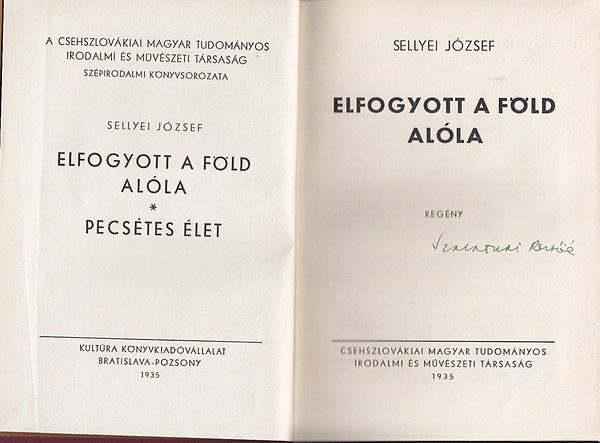 A CSEHSZLOVÁKIAI MAGYAR TUDOMÁNYOS
IRODALMI ÉS MŰVÉSZETI TÁRSASÁG
SZÉPIRODALMI KÖNYVSOROZATA
SELLYEI JÓZSEF
ELFOGYOTT A FÖLD
ALÓLA
*
PECSÉTES ÉLET
KULTÚRA KÖNYVKIADÓVÁLLALAT
BRATISLAVA-POZSONY
1935
SELLYEI JÓZSEF
ELFOGYOTT A FÖLD
ALÓLA
REGÉNY
CSEHSZLOVÁKIAI MAGYAR TUDOMÁNYOS
IRODALMI ÉS MŰVÉSZETI TÁRSASÁG
1935